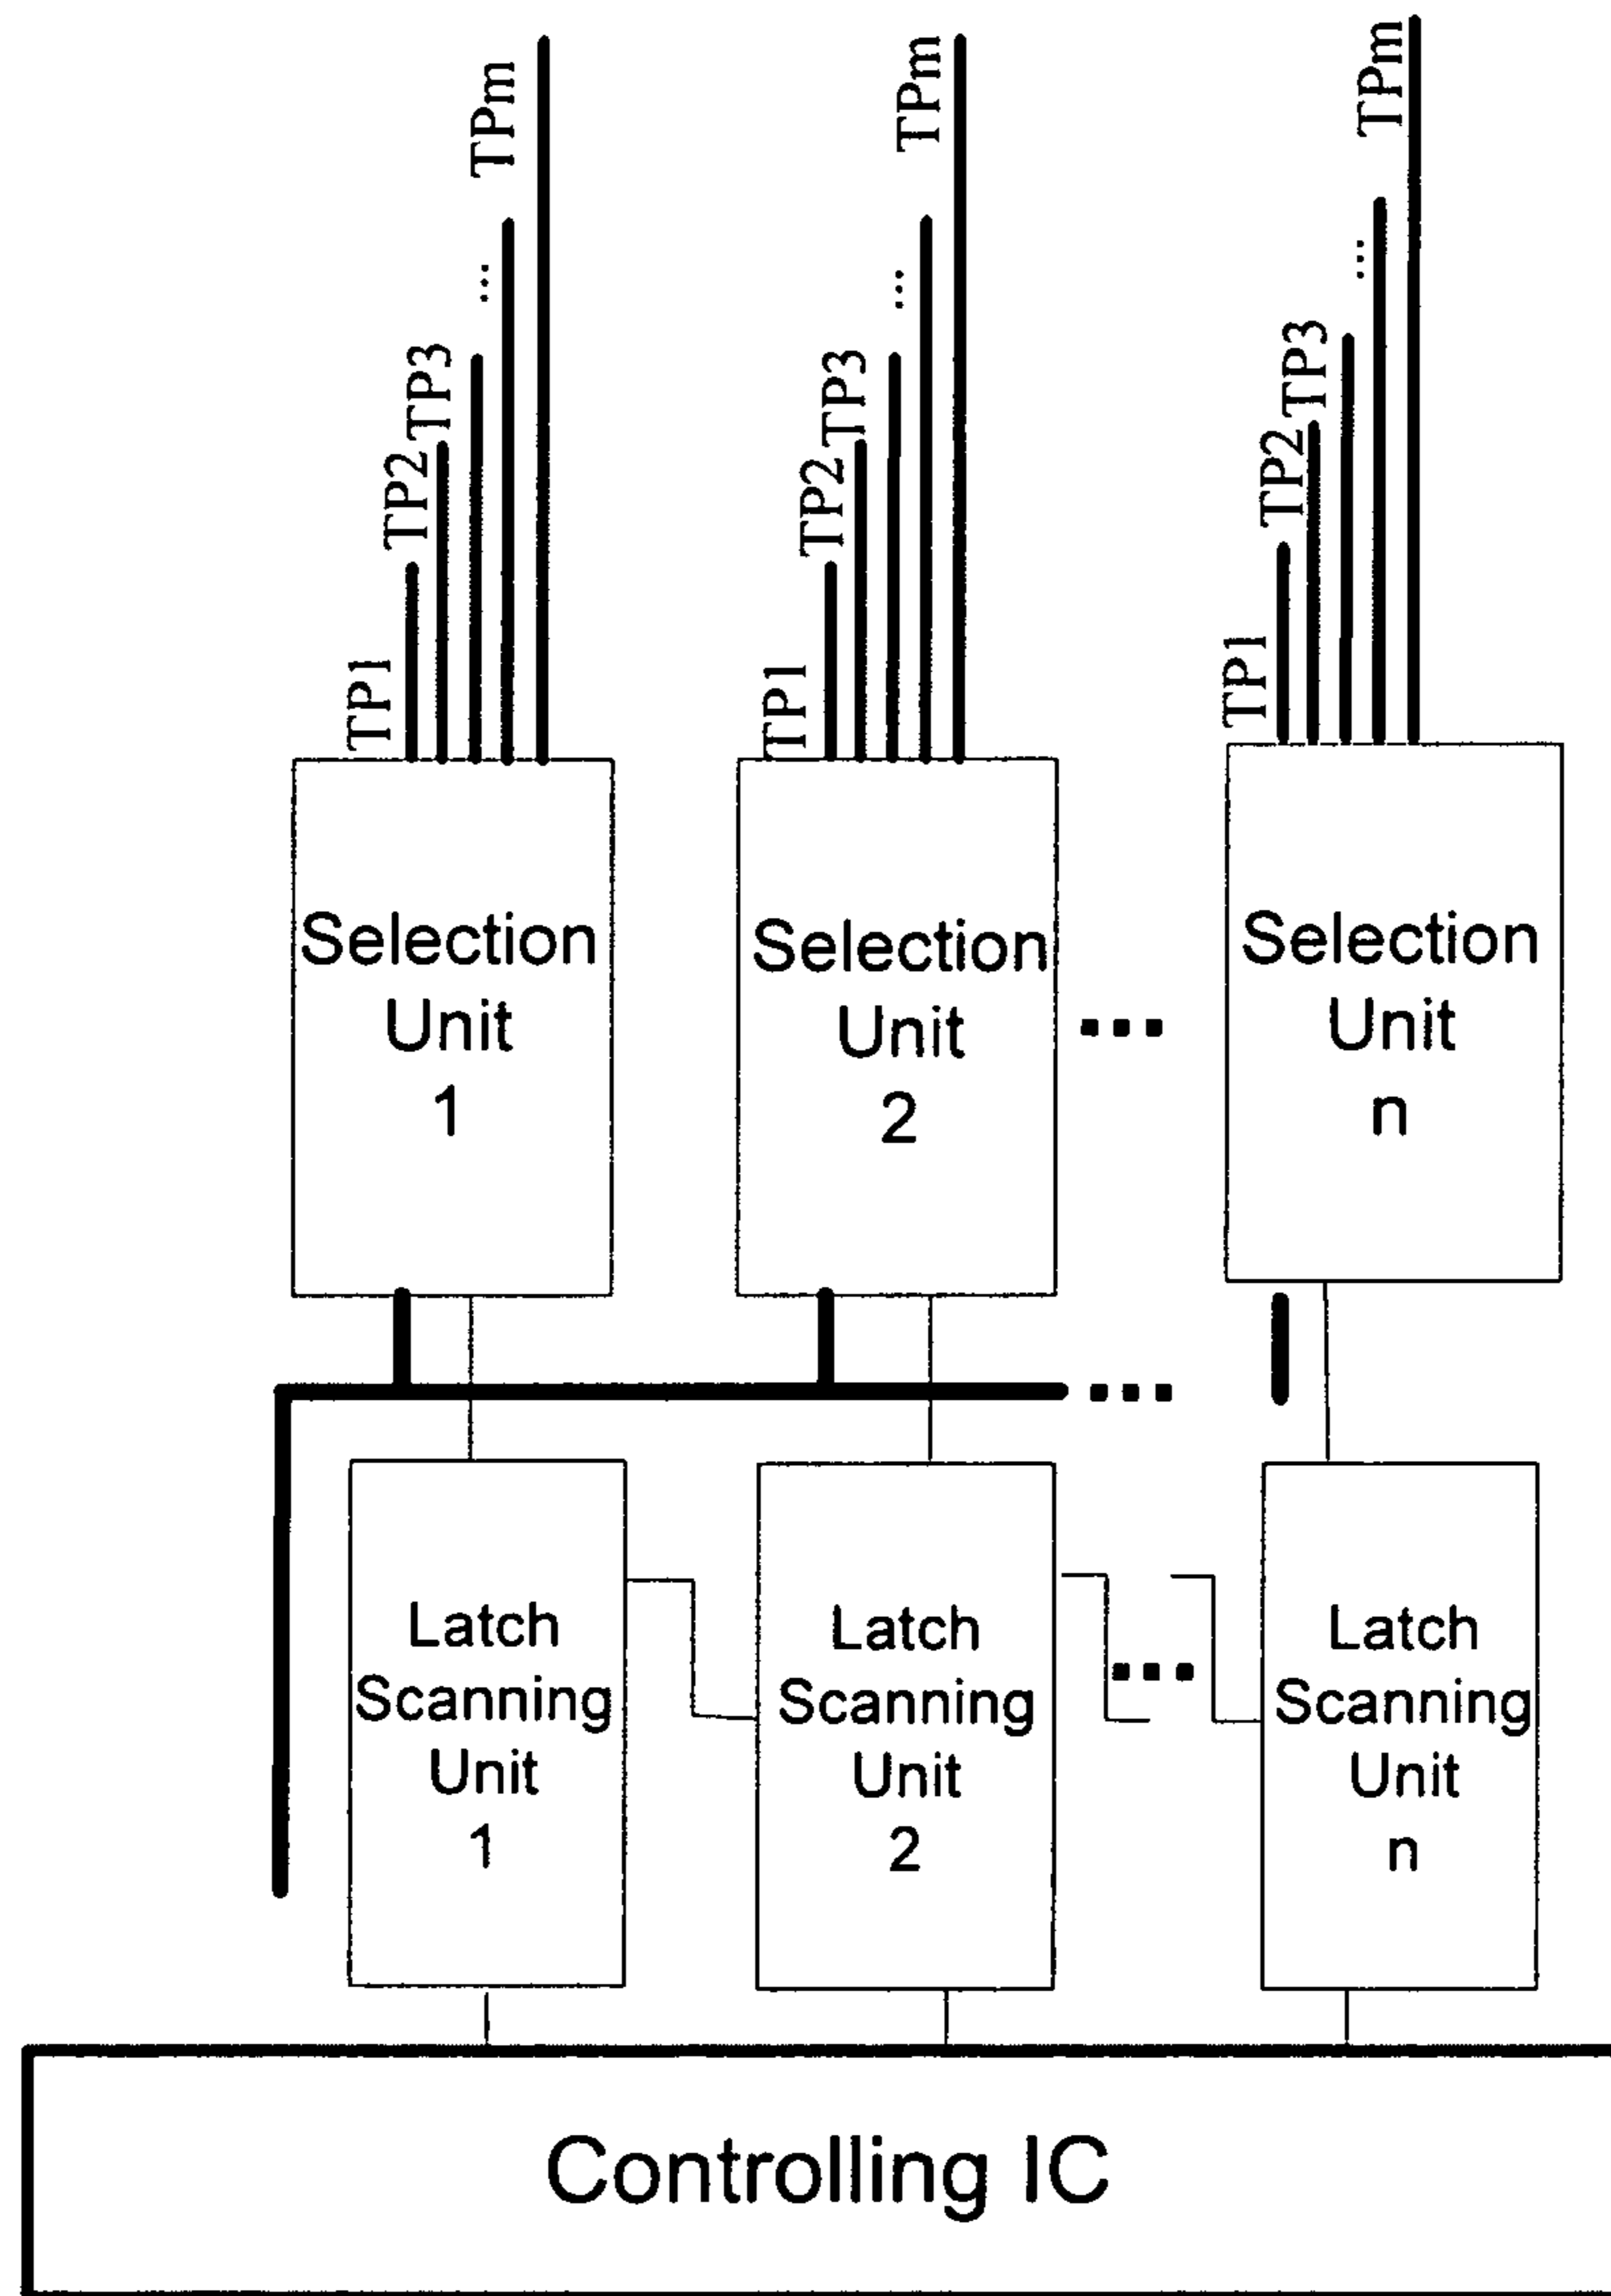 TPm
TPm
TPm
...
...
...
TP3
TP3
TP3
TP2
TP2
TP2
TP1
TP1
TP1
Selection
Unit
1
Selection
Unit
2
...
Selection
Unit
n
...
Latch
Scanning
Unit
1
Latch
Scanning
Unit
2
...
Latch
Scanning
Unit
n
Controlling IC